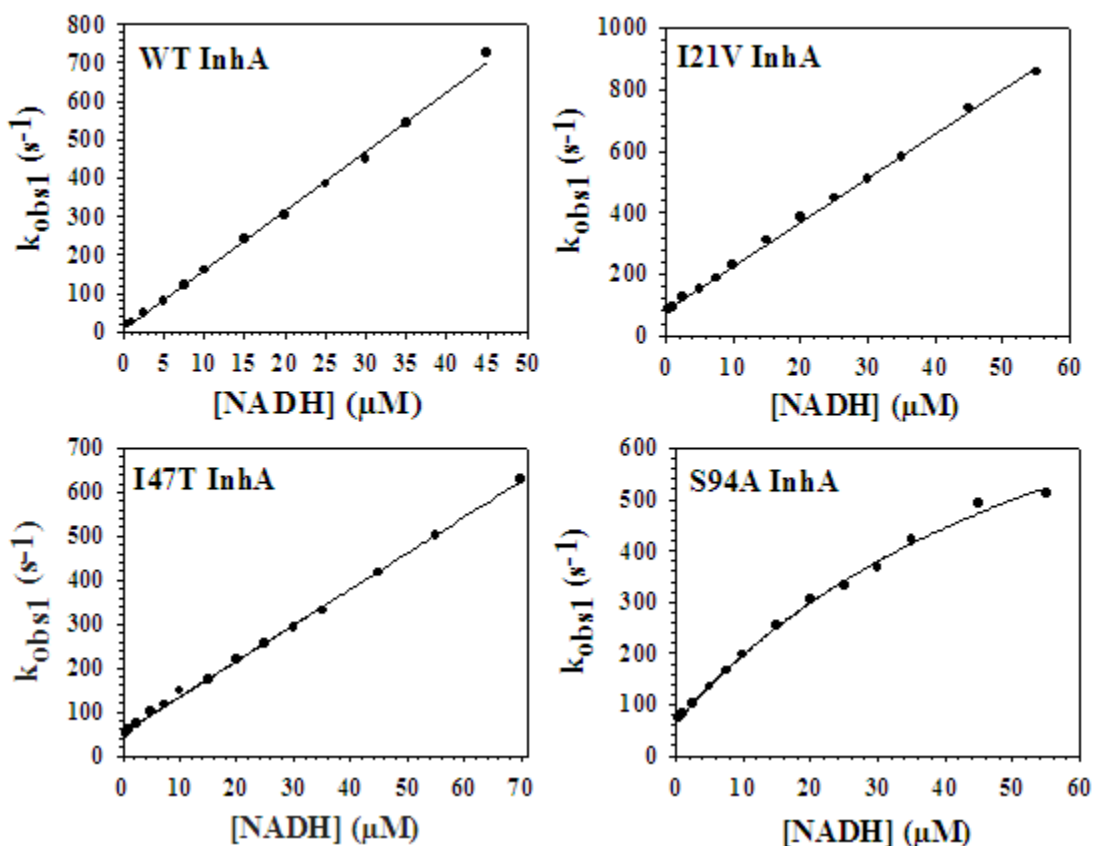 WT InhA
k_obs1 (s⁻¹)
800
700
600
500
400
300
200
100
0
0 5 10 15 20 25 30 35 40 45 50
[NADH] (µM)
I21V InhA
k_obs1 (s⁻¹)
1000
800
600
400
200
0
0 10 20 30 40 50 60
[NADH] (µM)
I47T InhA
k_obs1 (s⁻¹)
700
600
500
400
300
200
100
0
0 10 20 30 40 50 60 70
[NADH] (µM)
S94A InhA
k_obs1 (s⁻¹)
600
500
400
300
200
100
0
0 10 20 30 40 50 60
[NADH] (µM)